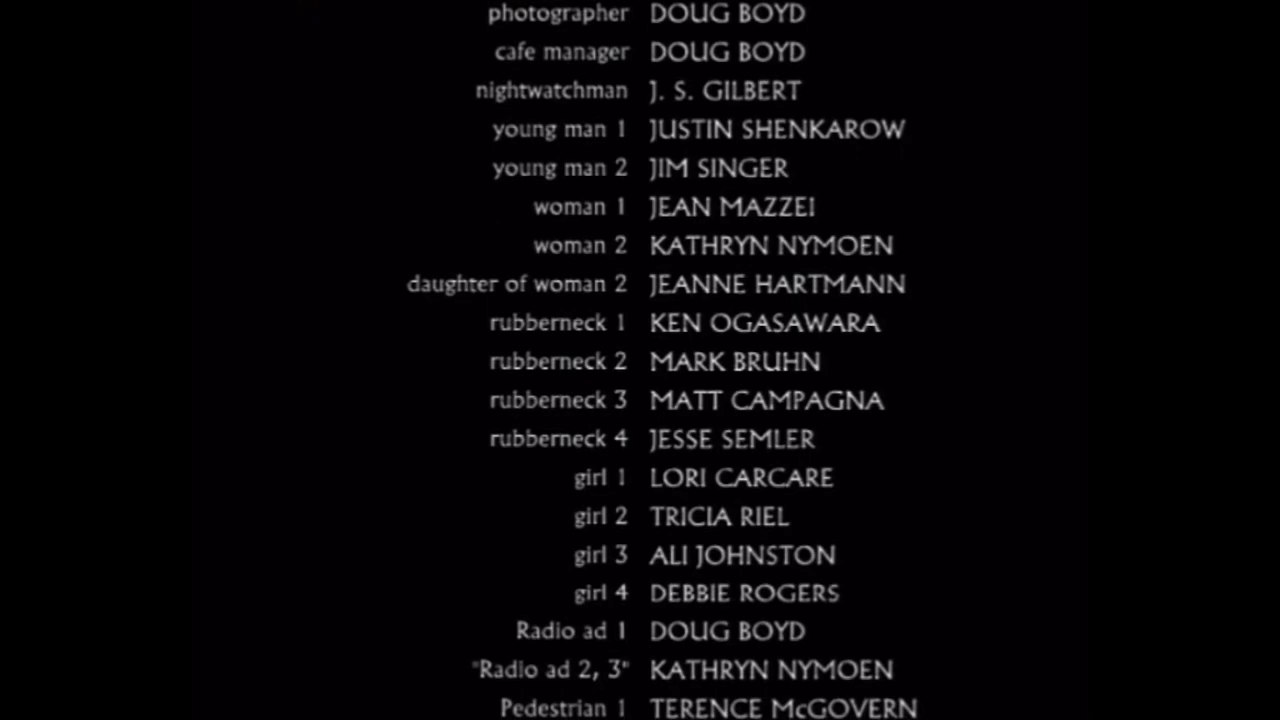 photographer DOUG BOYD
cafe manager DOUG BOYD
nightwatchman J. S. GILBERT
young man 1 JUSTIN SHENKAROW
young man 2 JIM SINGER
woman 1 JEAN MAZZEI
woman 2 KATHRYN NYMOEN
daughter of woman 2 JEANNE HARTMANN
rubberneck 1 KEN OGASAWARA
rubberneck 2 MARK BRUHN
rubberneck 3 MATT CAMPAGNA
rubberneck 4 JESSE SEMLER
girl 1 LORI CARCARE
girl 2 TRICIA RIEL
girl 3 ALI JOHNSTON
girl 4 DEBBIE ROGERS
Radio ad 1 DOUG BOYD
"Radio ad 2, 3" KATHRYN NYMOEN
Pedestrian 1 TERENCE McGOVERN